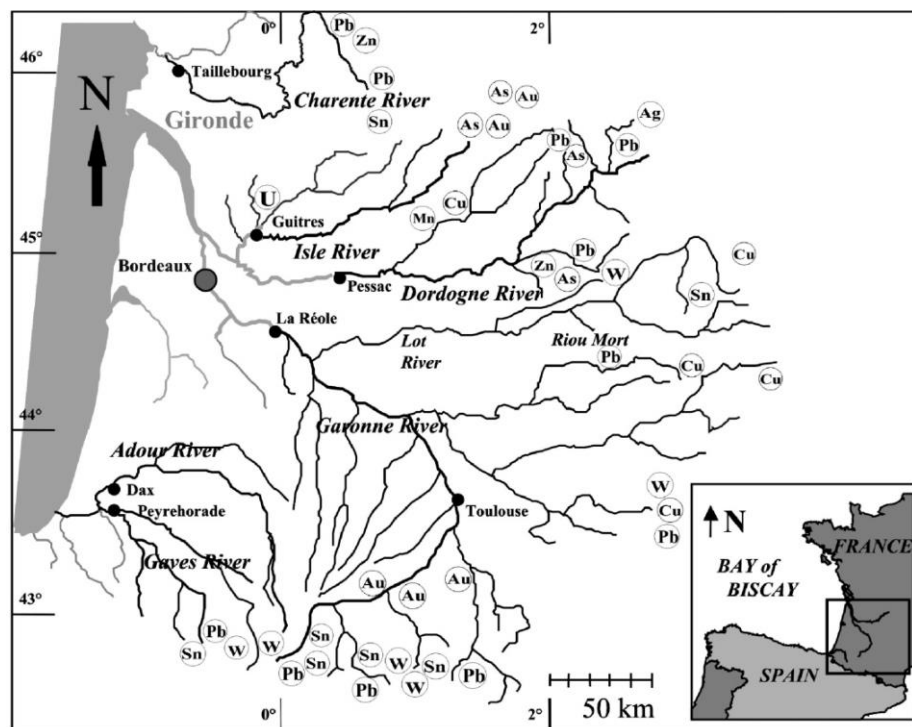 0°
2°
Pb
Zn
46°
Taillebourg
Pb
N
Charente River
As
Au
Gironde
Sn
As
Au
Ag
Pb
As
Pb
U
Cu
Mn
Guitres
45°
Isle River
Pb
Cu
Bordeaux
Zn
As
W
Pessac
Dordogne River
Sn
La Réole
Lot
River
Riou Mort
Pb
Cu
Cu
44°
Garonne River
Adour River
W
Dax
Toulouse
Cu
Peyrehorade
Pb
N
FRANCE
Gaves River
BAY of
BISCAY
Au
Au
Au
43°
Pb
Sn
W
W
Sn
Pb
Sn
Sn
W
Sn
Pb
W
Pb
SPAIN
50 km
0°
2°